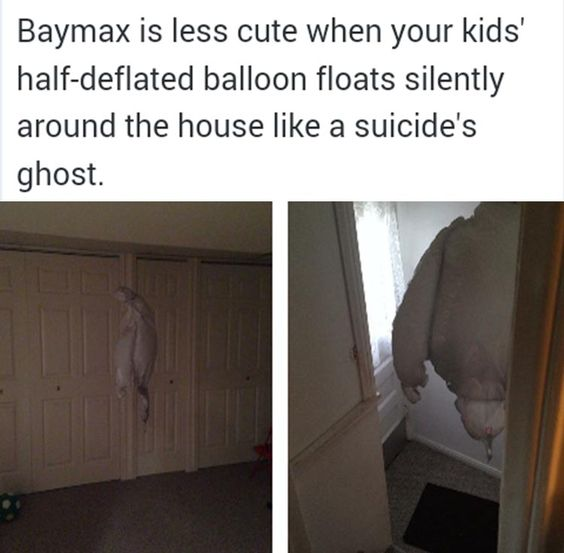 Baymax is less cute when your kids'
half-deflated balloon floats silently
around the house like a suicide's
ghost.